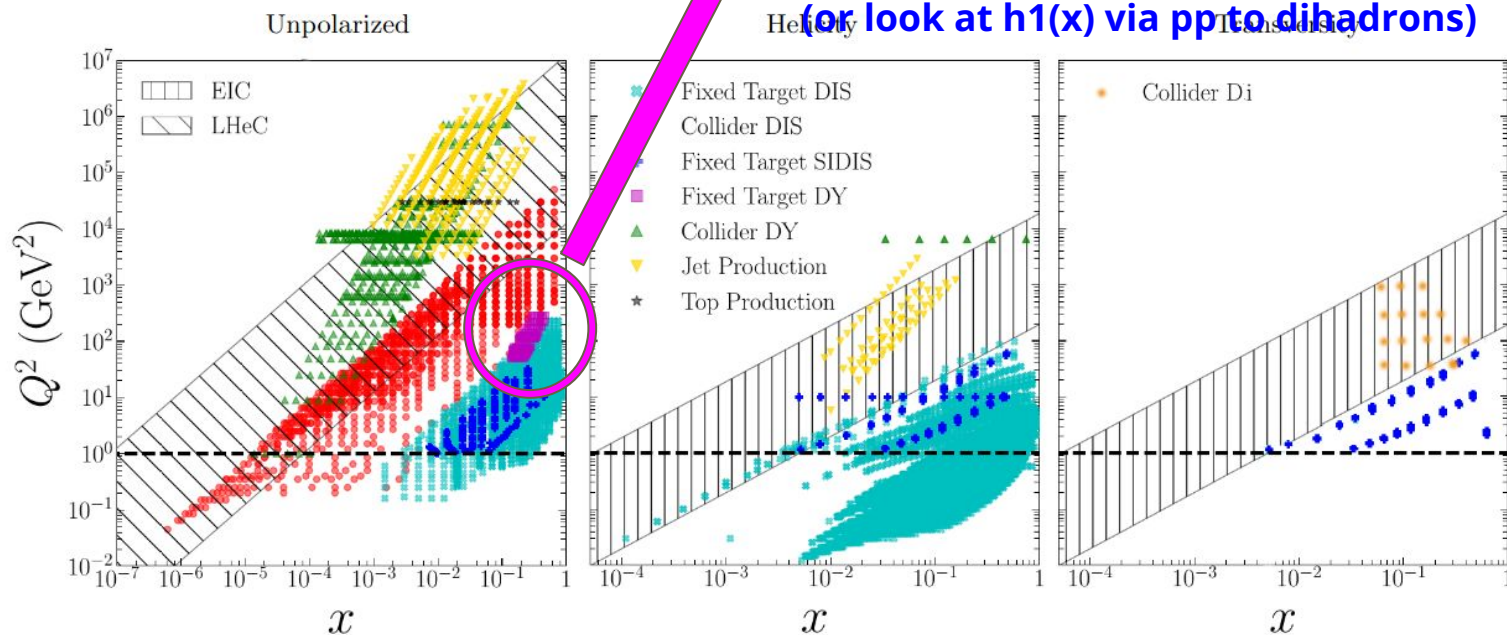 (or look at h1(x) via pp to dihadrons)
Unpolarized
Helicity
Transversity
EIC
LHeC
Fixed Target DIS
Collider DIS
Fixed Target SIDIS
Fixed Target DY
Collider DY
Jet Production
Top Production
Collider Di
Q² (GeV²)
10⁷
10⁶
10⁵
10⁴
10³
10²
10¹
10⁰
10⁻¹
10⁻²
10⁻⁷ 10⁻⁶ 10⁻⁵ 10⁻⁴ 10⁻³ 10⁻² 10⁻¹ 1
10⁻⁴ 10⁻³ 10⁻² 10⁻¹ 1
10⁻⁴ 10⁻³ 10⁻² 10⁻¹
x
x
x